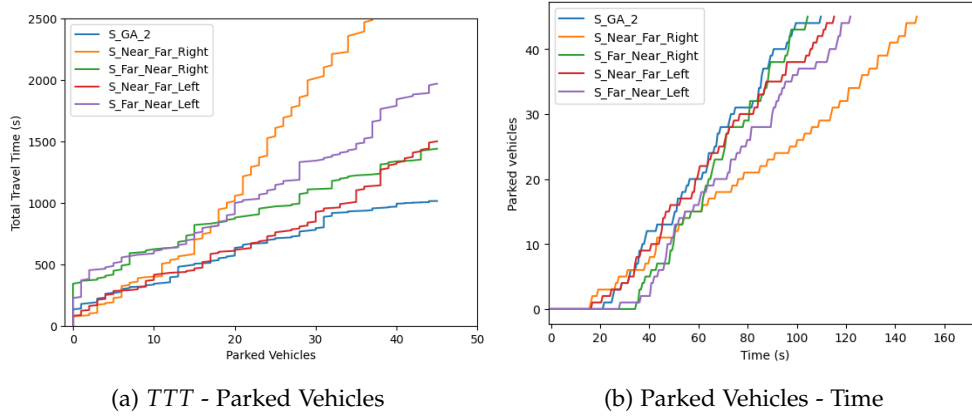 2500
2000
1500
1000
500
0
Total Travel Time (s)
S_GA_2
S_Near_Far_Right
S_Far_Near_Right
S_Near_Far_Left
S_Far_Near_Left
0 10 20 30 40 50
Parked Vehicles
(a) TTT - Parked Vehicles
40
30
20
10
0
Parked vehicles
S_GA_2
S_Near_Far_Right
S_Far_Near_Right
S_Near_Far_Left
S_Far_Near_Left
0 20 40 60 80 100 120 140 160
Time (s)
(b) Parked Vehicles - Time